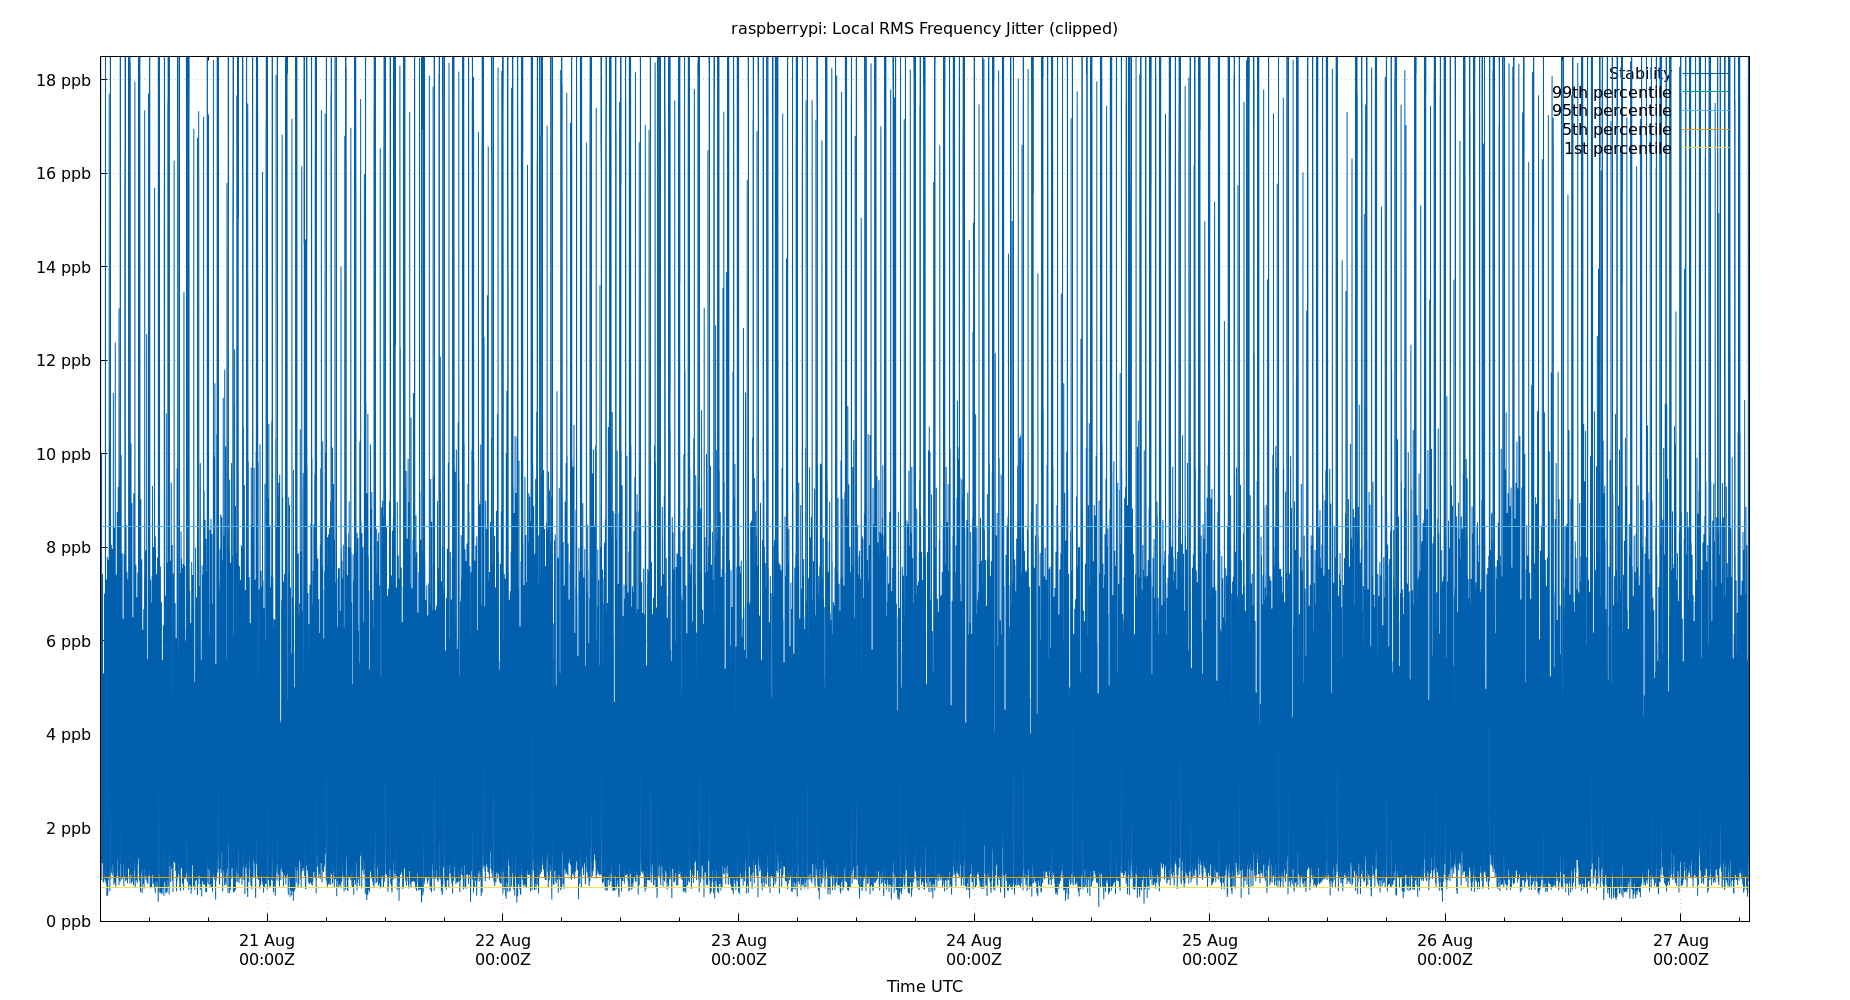 raspberrypi: Local RMS Frequency Jitter (clipped)
18 ppb
16 ppb
14 ppb
12 ppb
10 ppb
8 ppb
6 ppb
4 ppb
2 ppb
0 ppb
Stability
99th percentile
95th percentile
5th percentile
1st percentile
21 Aug 22 Aug 23 Aug 24 Aug 25 Aug 26 Aug 27 Aug
00:00Z 00:00Z 00:00Z 00:00Z 00:00Z 00:00Z 00:00Z
Time UTC